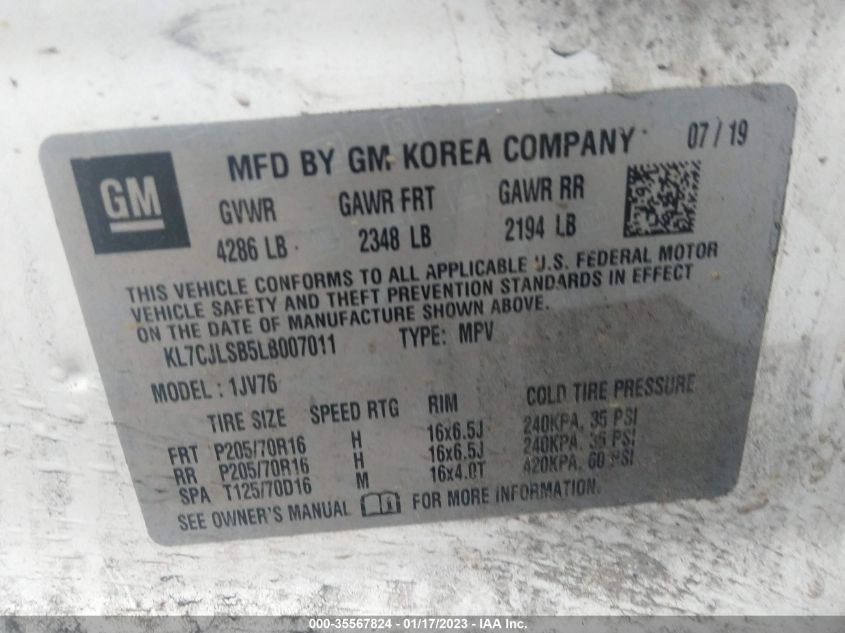 MFD BY GM KOREA COMPANY 07/19
GM
GVWR GAWR FRT GAWR RR
4286 LB 2348 LB 2194 LB
THIS VEHICLE CONFORMS TO ALL APPLICABLE U.S. FEDERAL MOTOR
VEHICLE SAFETY AND THEFT PREVENTION STANDARDS IN EFFECT
ON THE DATE OF MANUFACTURE SHOWN ABOVE.
KL7CJLSB5LB007011 TYPE: MPV
MODEL : 1JV76
TIRE SIZE SPEED RTG RIM COLD TIRE PRESSURE
FRT P205/70R16 H 16x6.5J 240KPA, 35 PSI
RR P205/70R16 H 16x6.5J 240KPA, 35 PSI
SPA T125/70D16 M 16x4.0T 420KPA, 60 PSI
SEE OWNER'S MANUAL FOR MORE INFORMATION.
000-35567824 / 01/17/2023 - © IAA Inc.